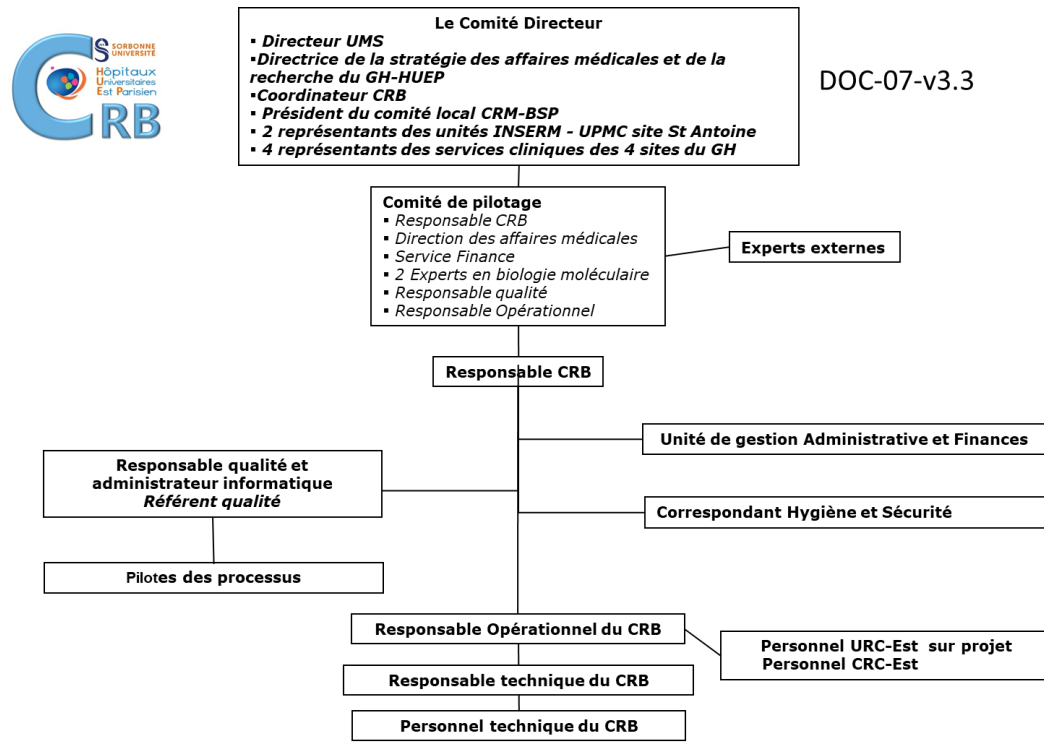 Le Comité Directeur
▪ Directeur UMS
▪Directrice de la stratégie des affaires médicales et de la
recherche du GH-HUEP
▪Coordinateur CRB
▪ Président du comité local CRM-BSP
▪ 2 représentants des unités INSERM - UPMC site St Antoine
▪ 4 représentants des services cliniques des 4 sites du GH
S SORBONNE
UNIVERSITÉ
Hôpitaux
Universitaires
Est Parisien
CRB
DOC-07-v3.3
Comité de pilotage
▪ Responsable CRB
▪ Direction des affaires médicales
▪ Service Finance
▪ 2 Experts en biologie moléculaire
▪ Responsable qualité
▪ Responsable Opérationnel
Experts externes
Responsable CRB
Unité de gestion Administrative et Finances
Responsable qualité et
administrateur informatique
Référent qualité
Correspondant Hygiène et Sécurité
Pilotes des processus
Responsable Opérationnel du CRB
Personnel URC-Est sur projet
Personnel CRC-Est
Responsable technique du CRB
Personnel technique du CRB